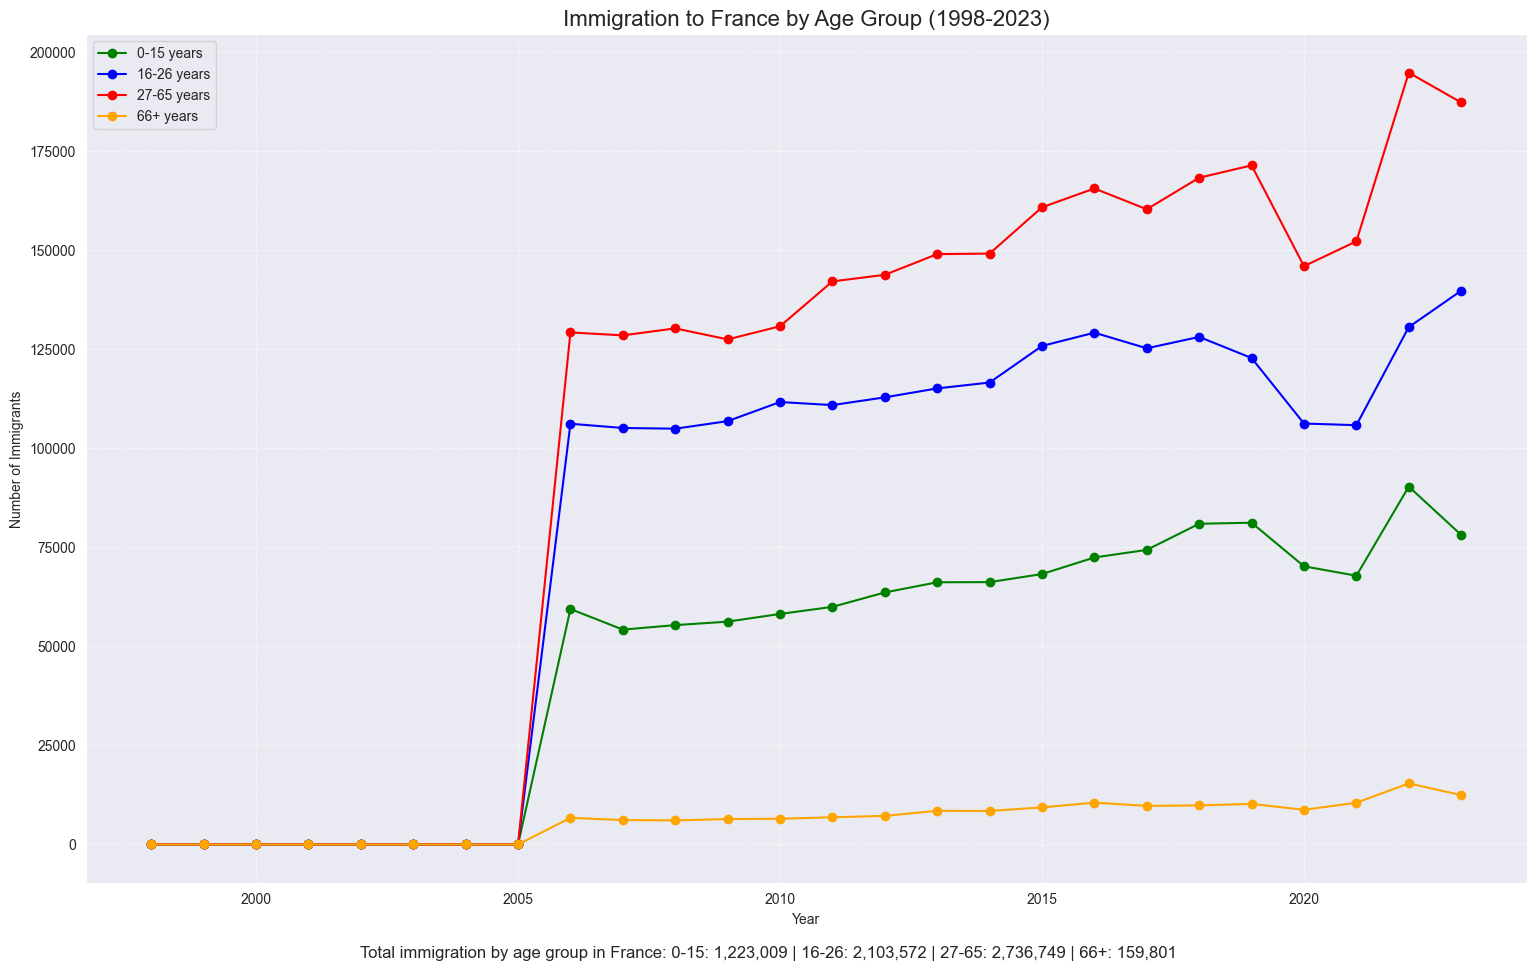 Immigration to France by Age Group (1998-2023)
0-15 years
16-26 years
27-65 years
66+ years
200000
175000
150000
125000
100000
75000
50000
25000
0
Number of Immigrants
2000 2005 2010 2015 2020
Year
Total immigration by age group in France: 0-15: 1,223,009 | 16-26: 2,103,572 | 27-65: 2,736,749 | 66+: 159,801